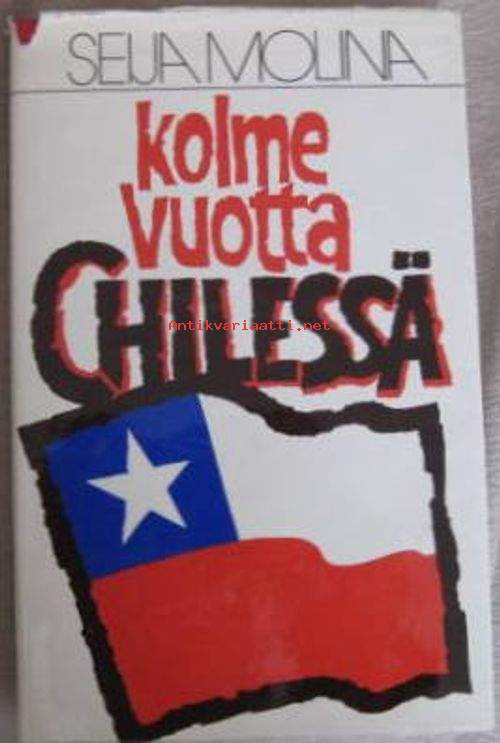 SEIJA MOLINA
kolme
vuotta
CHILESSÄ
Antikvariaatti.net